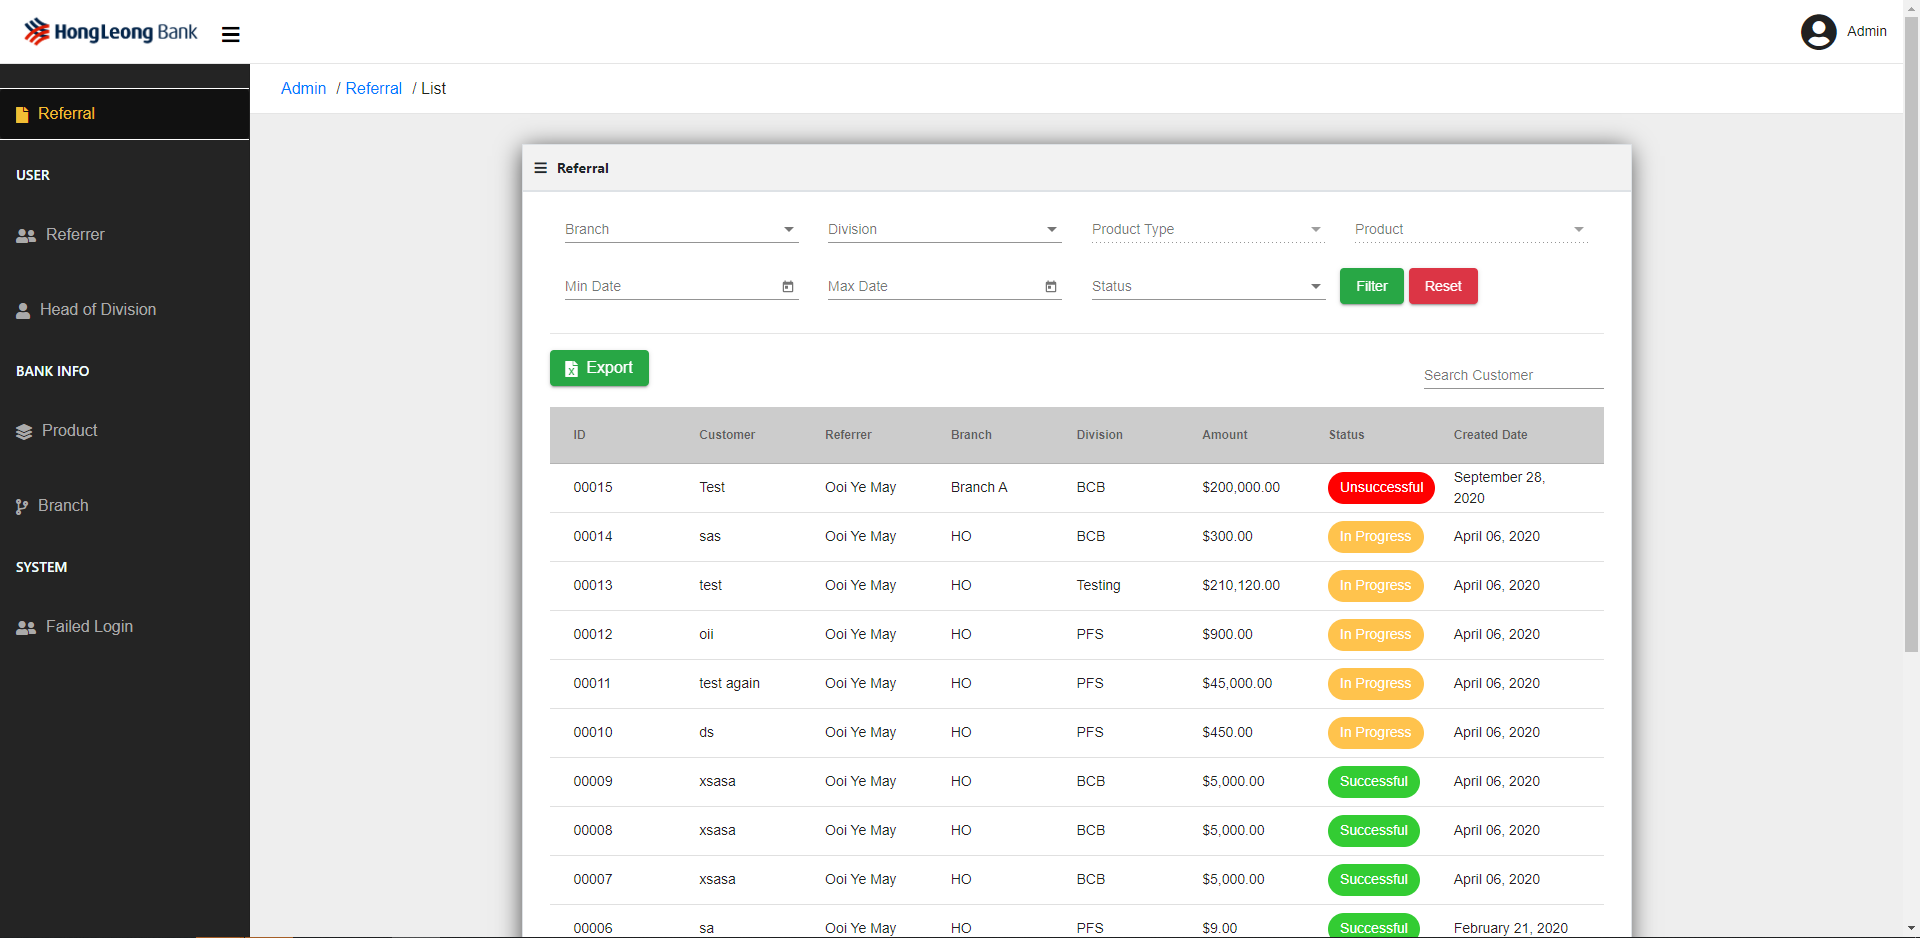 HongLeong Bank
Admin
Admin / Referral / List
Referral
USER
Referrer
Head of Division
BANK INFO
Product
Branch
SYSTEM
Failed Login
Referral
Branch Division Product Type Product
Min Date Max Date Status Filter Reset
Export
Search Customer
ID Customer Referrer Branch Division Amount Status Created Date
00015 Test Ooi Ye May Branch A BCB $200,000.00 Unsuccessful September 28, 2020
00014 sas Ooi Ye May HO BCB $300.00 In Progress April 06, 2020
00013 test Ooi Ye May HO Testing $210,120.00 In Progress April 06, 2020
00012 oii Ooi Ye May HO PFS $900.00 In Progress April 06, 2020
00011 test again Ooi Ye May HO PFS $45,000.00 In Progress April 06, 2020
00010 ds Ooi Ye May HO PFS $450.00 In Progress April 06, 2020
00009 xsasa Ooi Ye May HO BCB $5,000.00 Successful April 06, 2020
00008 xsasa Ooi Ye May HO BCB $5,000.00 Successful April 06, 2020
00007 xsasa Ooi Ye May HO BCB $5,000.00 Successful April 06, 2020
00006 sa Ooi Ye May HO PFS $9.00 Successful February 21, 2020